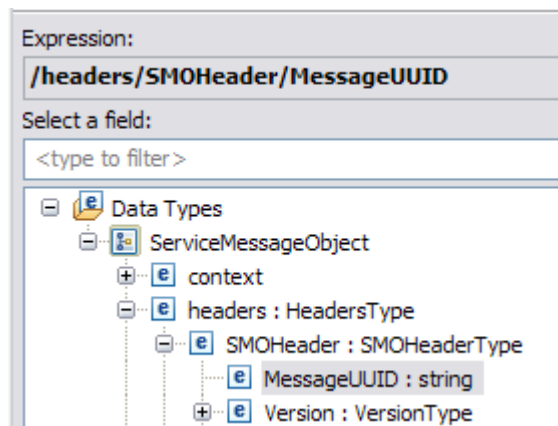 Expression:
/headers/SMOHeader/MessageUUID
Select a field:
<type to filter>
Data Types
ServiceMessageObject
context
headers : HeadersType
SMOHeader : SMOHeaderType
MessageUUID : string
Version : VersionType